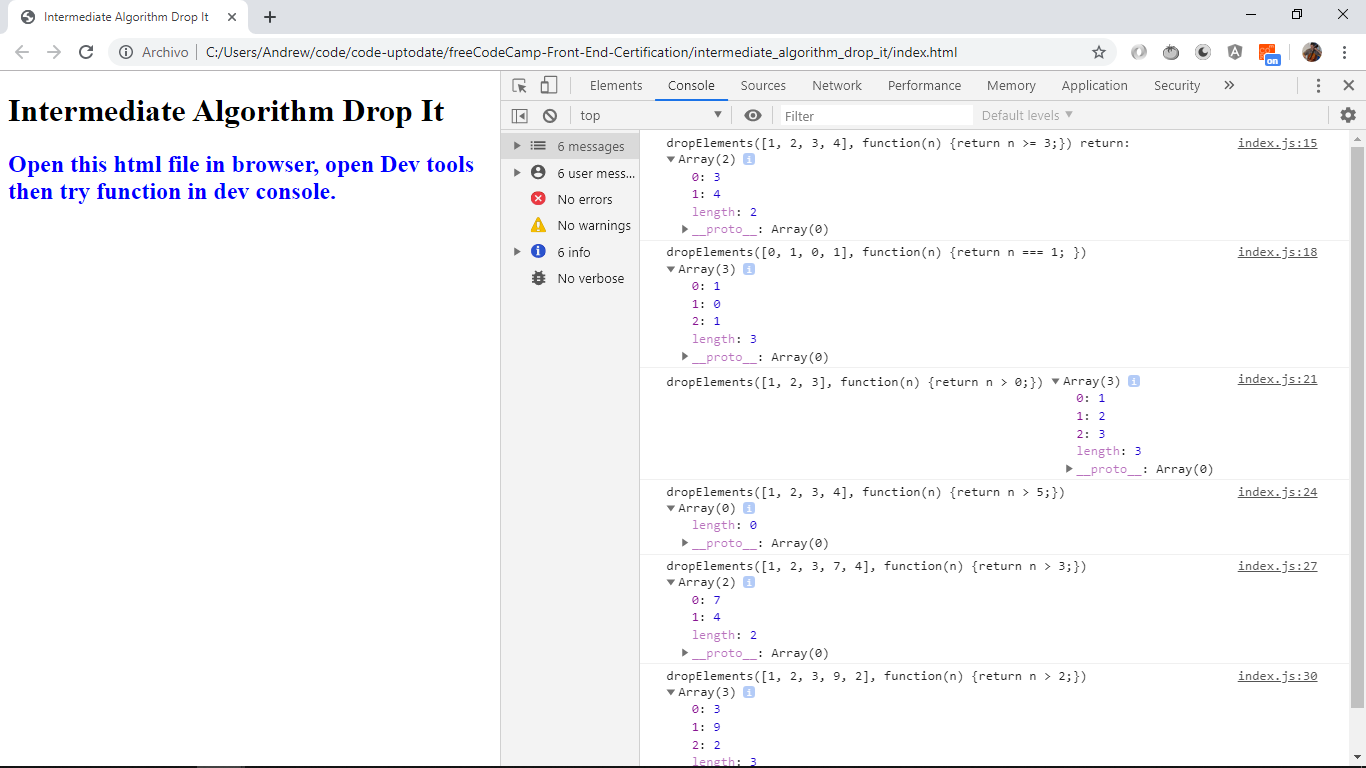 Intermediate Algorithm Drop It
Archivo C:/Users/Andrew/code/code-uptodate/freeCodeCamp-Front-End-Certification/intermediate_algorithm_drop_it/index.html
on
Intermediate Algorithm Drop It
Open this html file in browser, open Dev tools
then try function in dev console.
Elements Console Sources Network Performance Memory Application Security
top Filter Default levels
6 messages
6 user mess...
No errors
No warnings
6 info
No verbose
dropElements([1, 2, 3, 4], function(n) {return n >= 3;}) return: index.js:15
Array(2)
0: 3
1: 4
length: 2
__proto__: Array(0)
dropElements([0, 1, 0, 1], function(n) {return n === 1; }) index.js:18
Array(3)
0: 1
1: 0
2: 1
length: 3
__proto__: Array(0)
dropElements([1, 2, 3], function(n) {return n > 0;}) Array(3) index.js:21
0: 1
1: 2
2: 3
length: 3
__proto__: Array(0)
dropElements([1, 2, 3, 4], function(n) {return n > 5;}) index.js:24
Array(0)
length: 0
__proto__: Array(0)
dropElements([1, 2, 3, 7, 4], function(n) {return n > 3;}) index.js:27
Array(2)
0: 7
1: 4
length: 2
__proto__: Array(0)
dropElements([1, 2, 3, 9, 2], function(n) {return n > 2;}) index.js:30
Array(3)
0: 3
1: 9
2: 2
length: 3